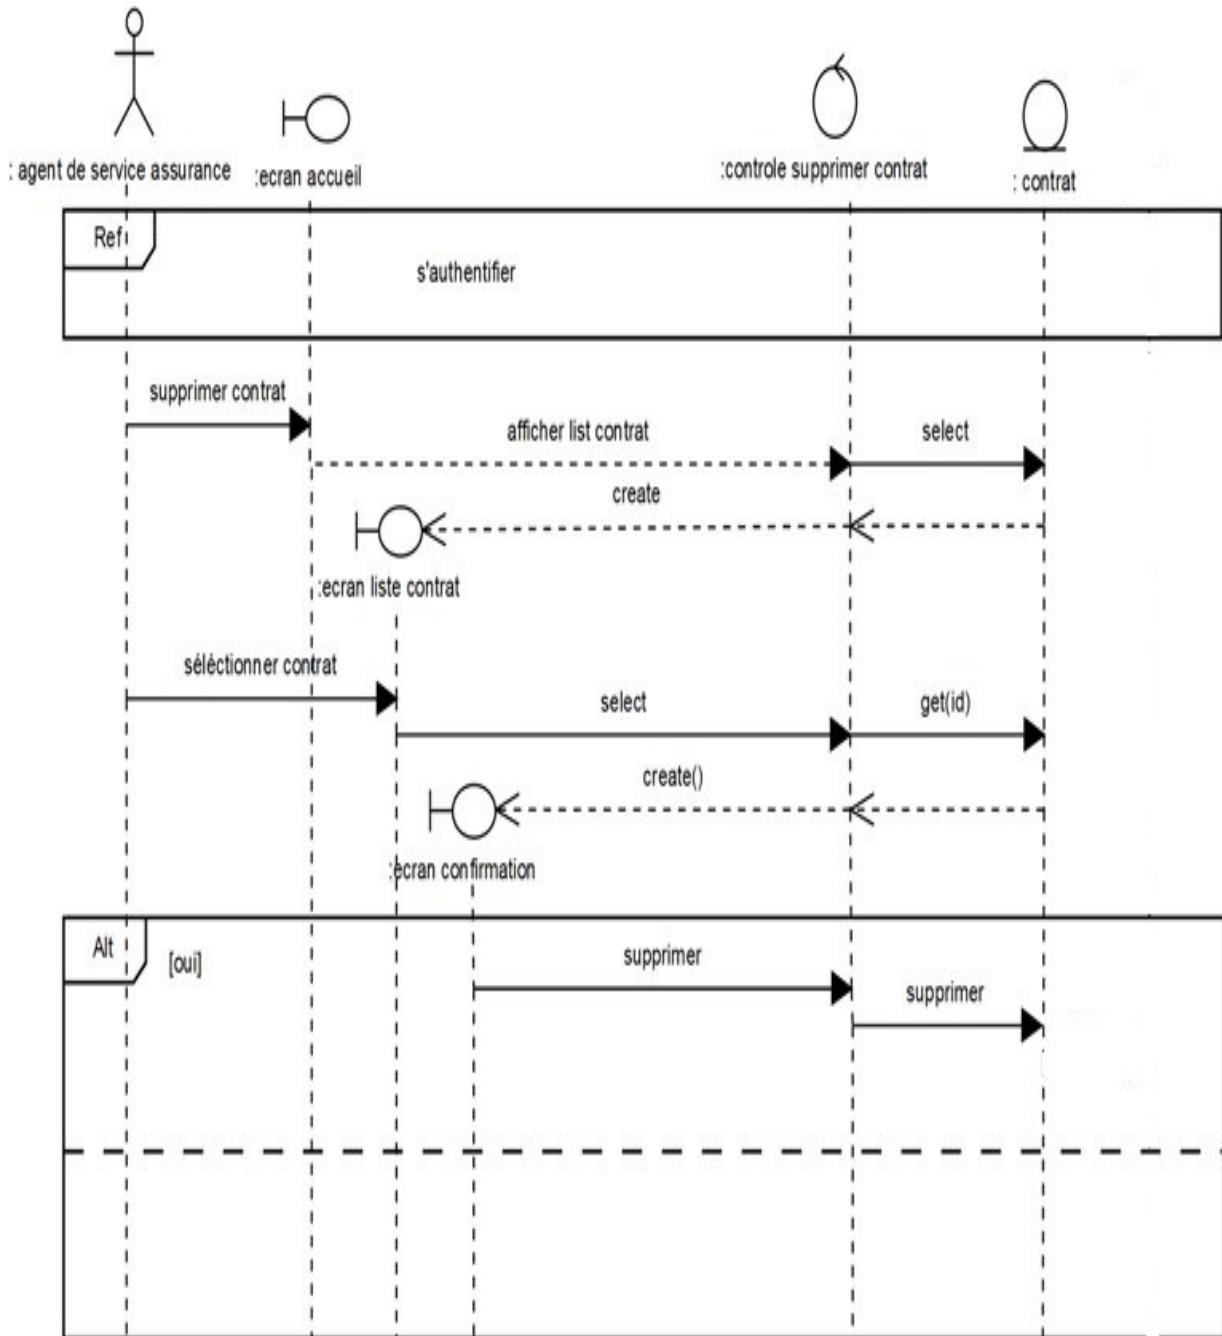 : agent de service assurance
:ecran accueil
:controle supprimer contrat
: contrat
Ref
s'authentifier
supprimer contrat
afficher list contrat
select
create
:ecran liste contrat
séléctionner contrat
select
get(id)
create()
:ecran confirmation
Alt
[oui]
supprimer
supprimer